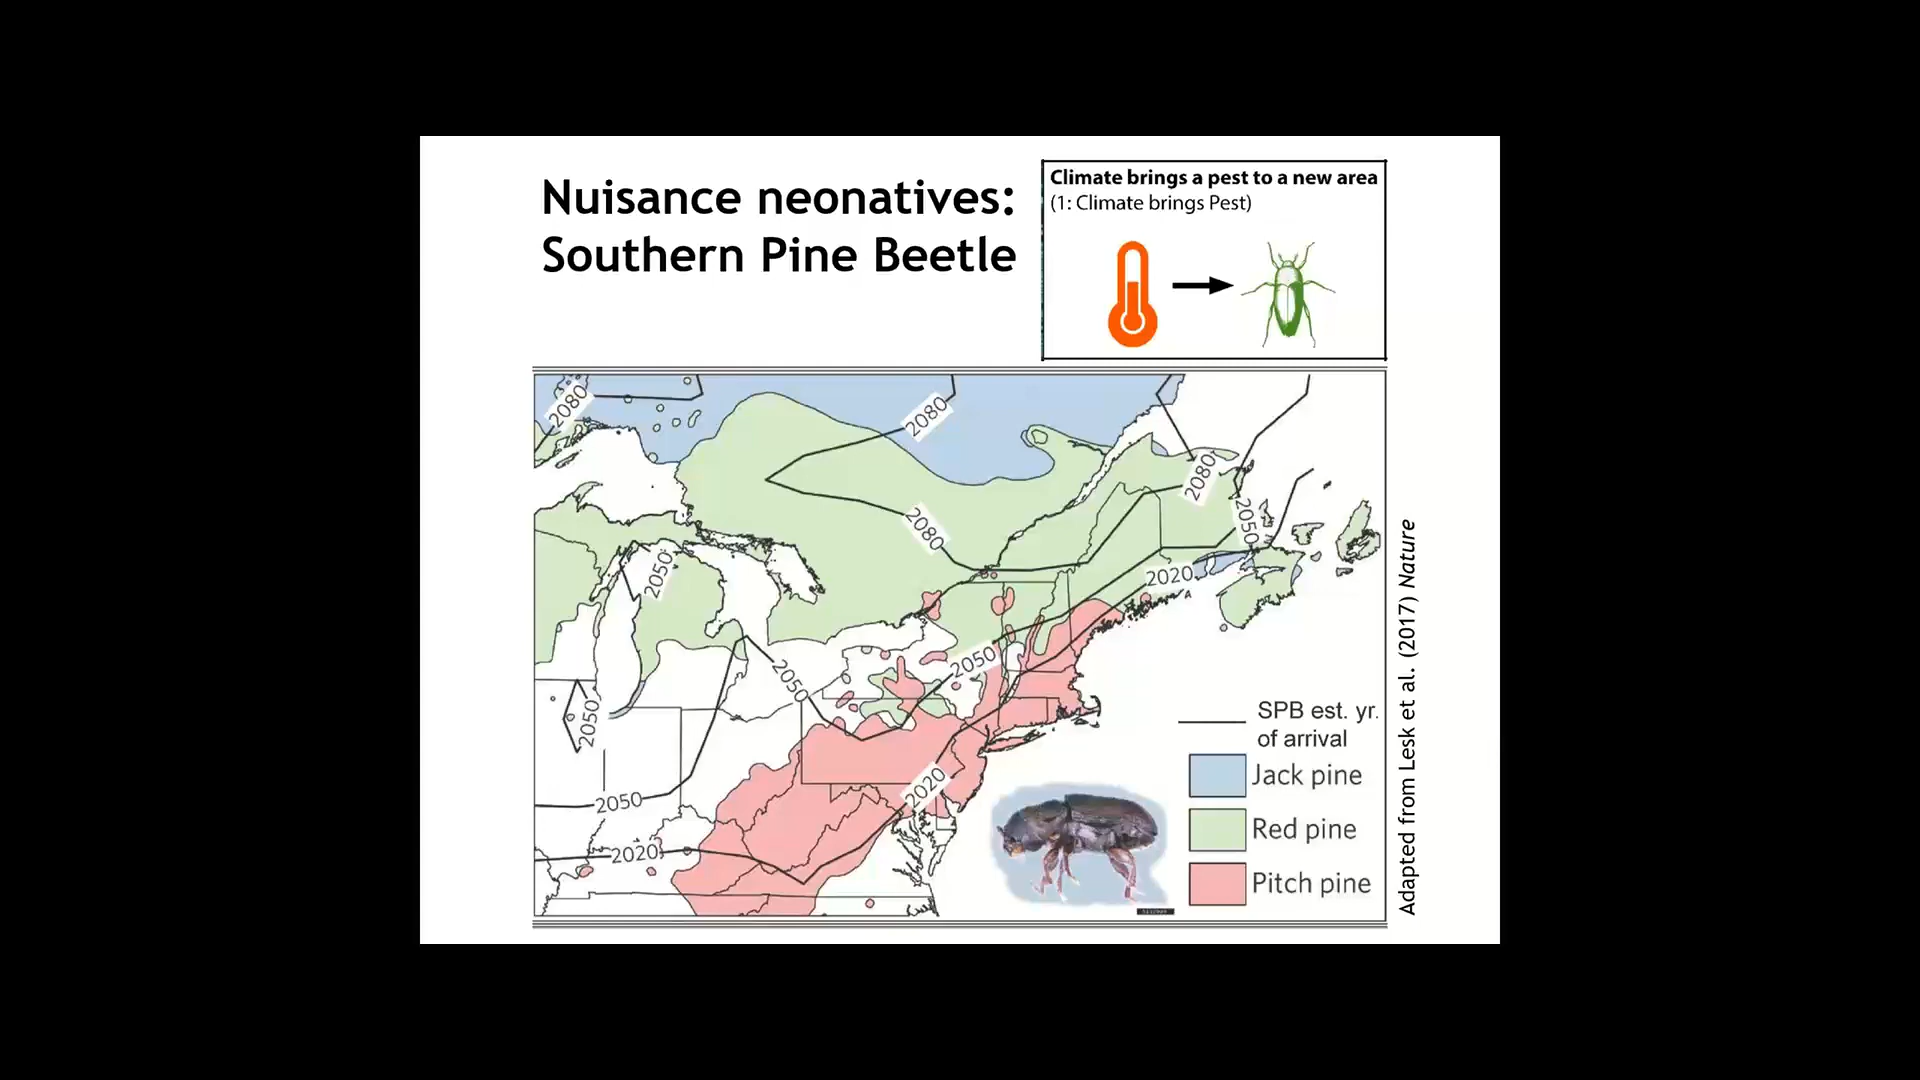 Nuisance neonatives:
Southern Pine Beetle
Climate brings a pest to a new area
(1: Climate brings Pest)
2080
2080
2080
2080
2050
2050
2020
2050
2050
2050
2050
2020
2020
SPB est. yr.
of arrival
Jack pine
Red pine
Pitch pine
Adapted from Lesk et al. (2017) Nature